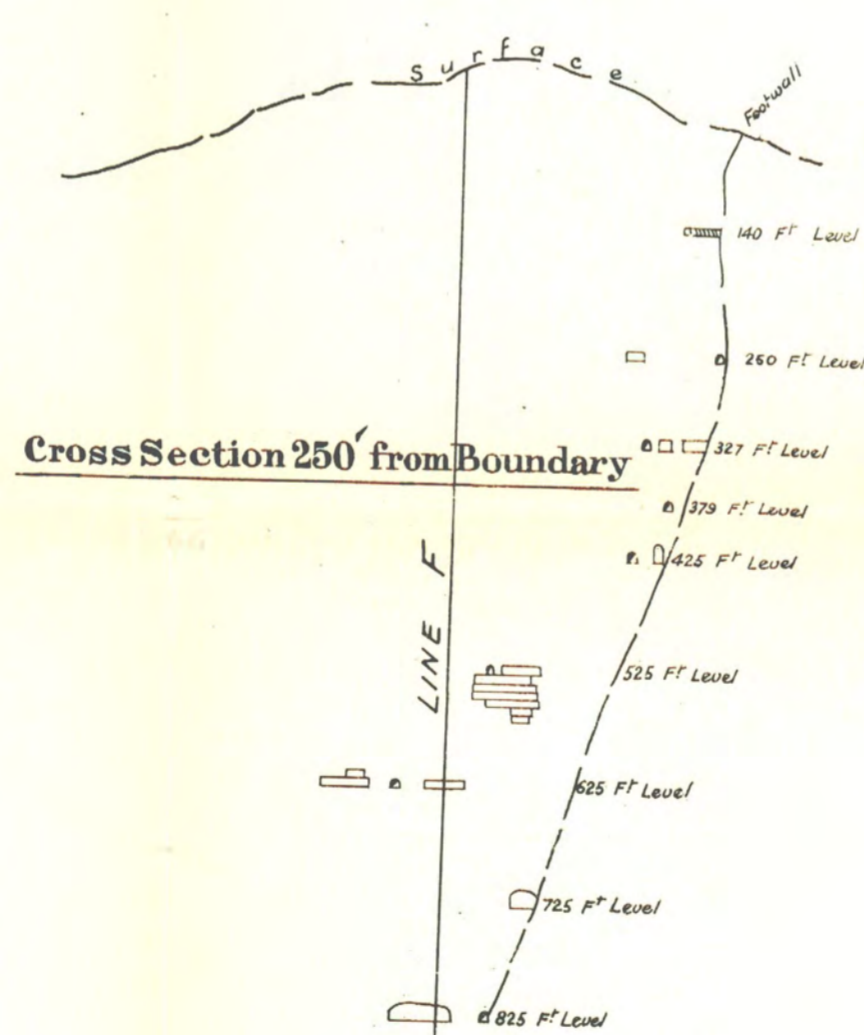 Surface
Footwall
140 Ft Level
260 Ft Level
Cross Section 250' from Boundary
327 Ft Level
379 Ft Level
425 Ft Level
LINE F
525 Ft Level
625 Ft Level
725 Ft Level
825 Ft Level